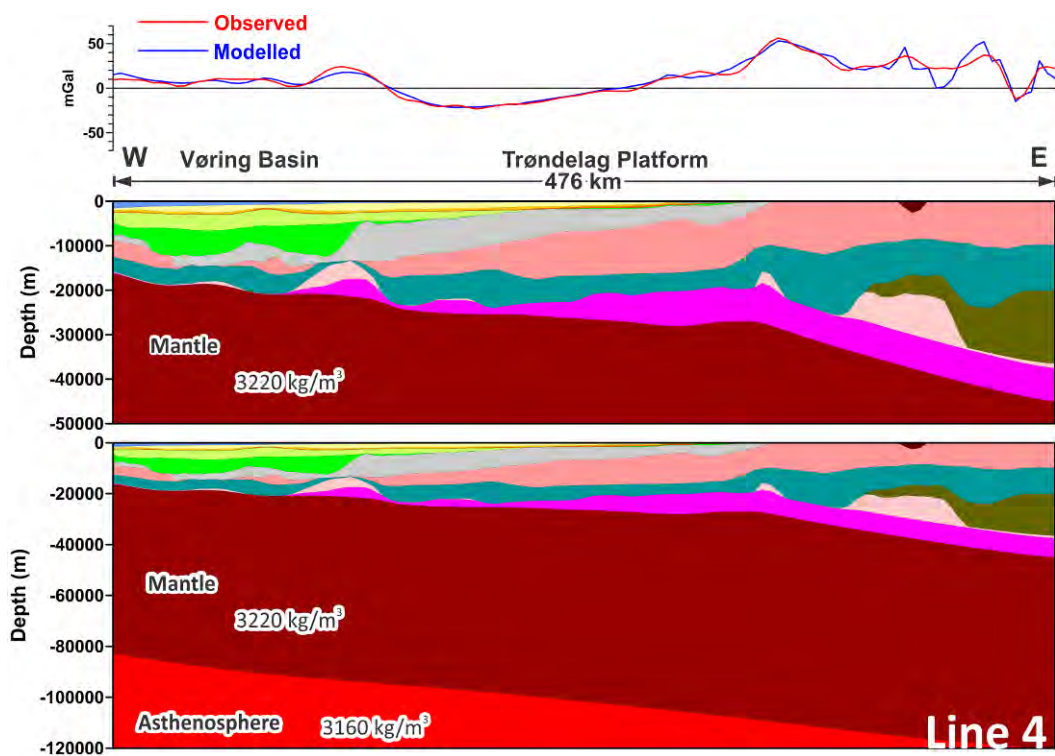 Observed
Modelled
50
0
-50
mGal
W Vøring Basin Trøndelag Platform E
476 km
0
-10000
-20000
-30000
-40000
-50000
Depth (m)
Mantle
3220 kg/m³
0
-20000
-40000
-60000
-80000
-100000
-120000
Depth (m)
Mantle
3220 kg/m³
Asthenosphere 3160 kg/m³
Line 4